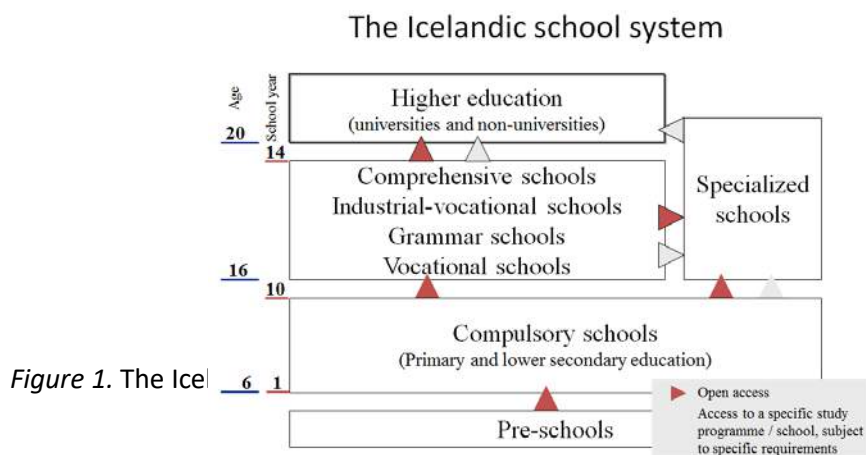 The Icelandic school system
Age
School year
Higher education
(universities and non-universities)
20
14
Comprehensive schools
Industrial-vocational schools
Grammar schools
Vocational schools
Specialized
schools
16
10
Compulsory schools
(Primary and lower secondary education)
Figure 1. The Icel
6
1
Pre-schools
Open access
Access to a specific study
programme / school, subject
to specific requirements